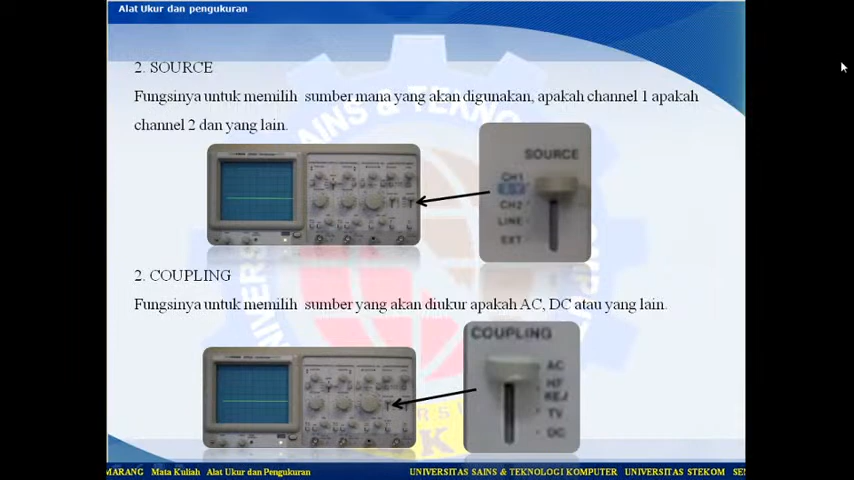 Alat Ukur dan pengukuran
2. SOURCE
Fungsinya untuk memilih sumber mana yang akan digunakan, apakah channel 1 apakah
channel 2 dan yang lain.
SOURCE
CH1
CH2
LINE
EXT
2. COUPLING
Fungsinya untuk memilih sumber yang akan diukur apakah AC, DC atau yang lain.
COUPLING
AC
HF
REJ
TV
DC
MARANG Mata Kuliah Alat Ukur dan Pengukuran UNIVERSITAS SAINS & TEKNOLOGI KOMPUTER UNIVERSITAS STEKOM SEM